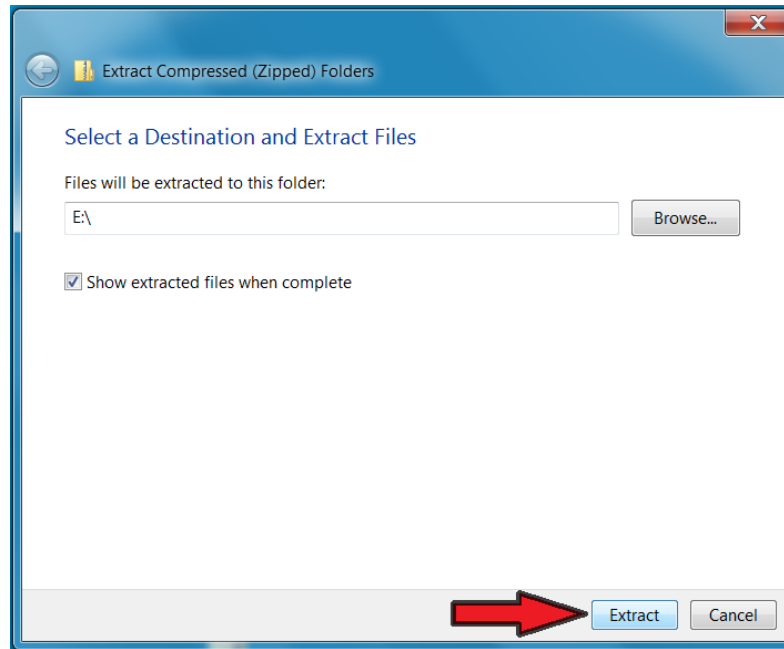 Extract Compressed (Zipped) Folders
Select a Destination and Extract Files
Files will be extracted to this folder:
E:\
Browse...
Show extracted files when complete
Extract
Cancel